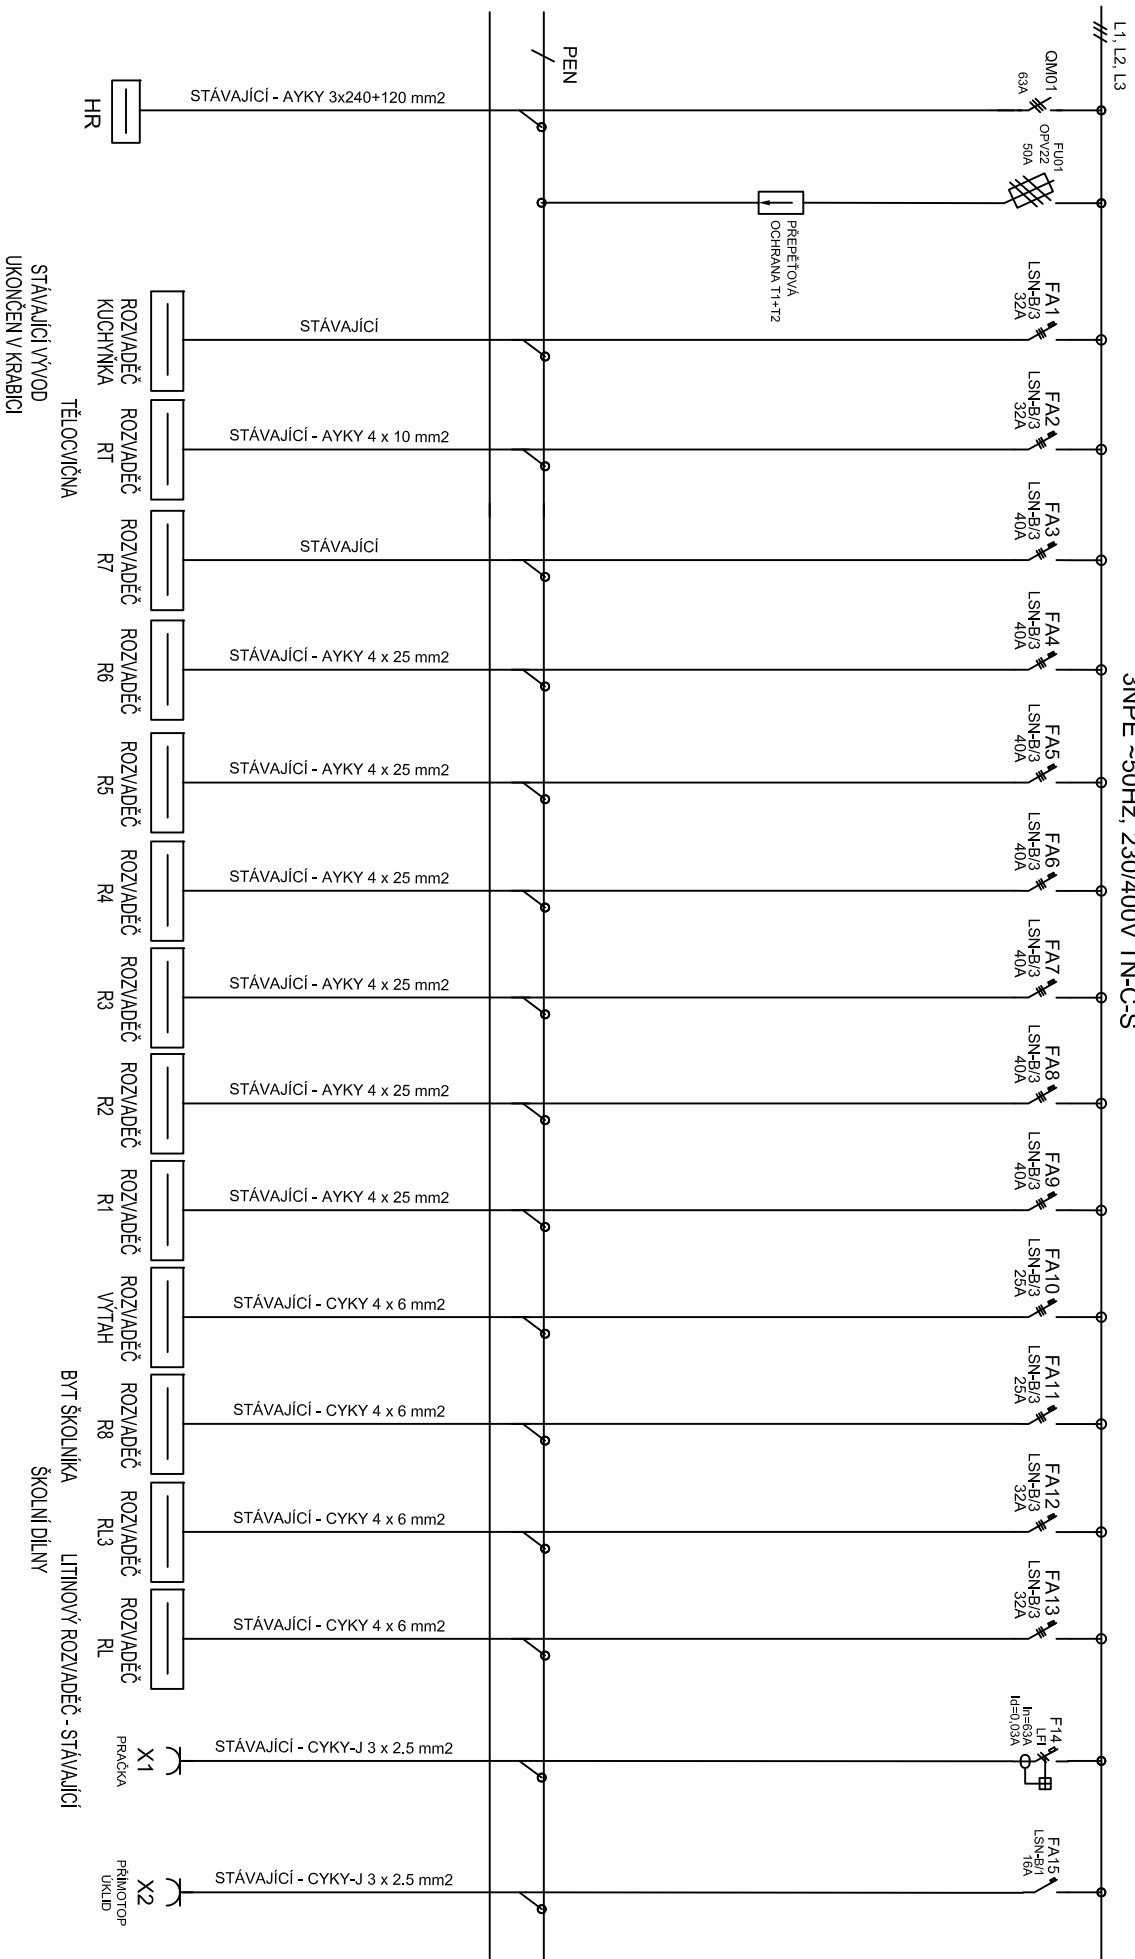 L1, L2, L3
3NPE ~50Hz, 230/400V TN-C-S
PEN
QM01
63A
STÁVAJÍCÍ - AYKY 3x240+120 mm2
HR
FU01
OPV22
50A
PŘEPĚŤOVÁ
OCHRANA T1+T2
FA1
LSN-B/3
32A
STÁVAJÍCÍ
ROZVADĚČ
KUCHYŇKA
STÁVAJÍCÍ VÝVOD
UKONČEN V KRABICI
FA2
LSN-B/3
32A
STÁVAJÍCÍ - AYKY 4 x 10 mm2
ROZVADĚČ
RT
TĚLOCVIČNA
FA3
LSN-B/3
40A
STÁVAJÍCÍ
ROZVADĚČ
R7
FA4
LSN-B/3
40A
STÁVAJÍCÍ - AYKY 4 x 25 mm2
ROZVADĚČ
R6
FA5
LSN-B/3
40A
STÁVAJÍCÍ - AYKY 4 x 25 mm2
ROZVADĚČ
R5
FA6
LSN-B/3
40A
STÁVAJÍCÍ - AYKY 4 x 25 mm2
ROZVADĚČ
R4
FA7
LSN-B/3
40A
STÁVAJÍCÍ - AYKY 4 x 25 mm2
ROZVADĚČ
R3
FA8
LSN-B/3
40A
STÁVAJÍCÍ - AYKY 4 x 25 mm2
ROZVADĚČ
R2
FA9
LSN-B/3
40A
STÁVAJÍCÍ - AYKY 4 x 25 mm2
ROZVADĚČ
R1
FA10
LSN-B/3
25A
STÁVAJÍCÍ - CYKY 4 x 6 mm2
ROZVADĚČ
VÝTAH
FA11
LSN-B/3
25A
STÁVAJÍCÍ - CYKY 4 x 6 mm2
ROZVADĚČ
R8
BYT ŠKOLNÍKA
FA12
LSN-B/3
32A
STÁVAJÍCÍ - CYKY 4 x 6 mm2
ROZVADĚČ
RL3
ŠKOLNÍ DÍLNY
FA13
LSN-B/3
32A
STÁVAJÍCÍ - CYKY 4 x 6 mm2
ROZVADĚČ
RL
LITINOVÝ ROZVADĚČ - STÁVAJÍCÍ
F14
LFI
In=63A
Id=0,03A
STÁVAJÍCÍ - CYKY-J 3 x 2.5 mm2
X1
PRAČKA
FA15
LSN-B/1
16A
STÁVAJÍCÍ - CYKY-J 3 x 2.5 mm2
X2
PŘÍMOTOP
ÚKLID